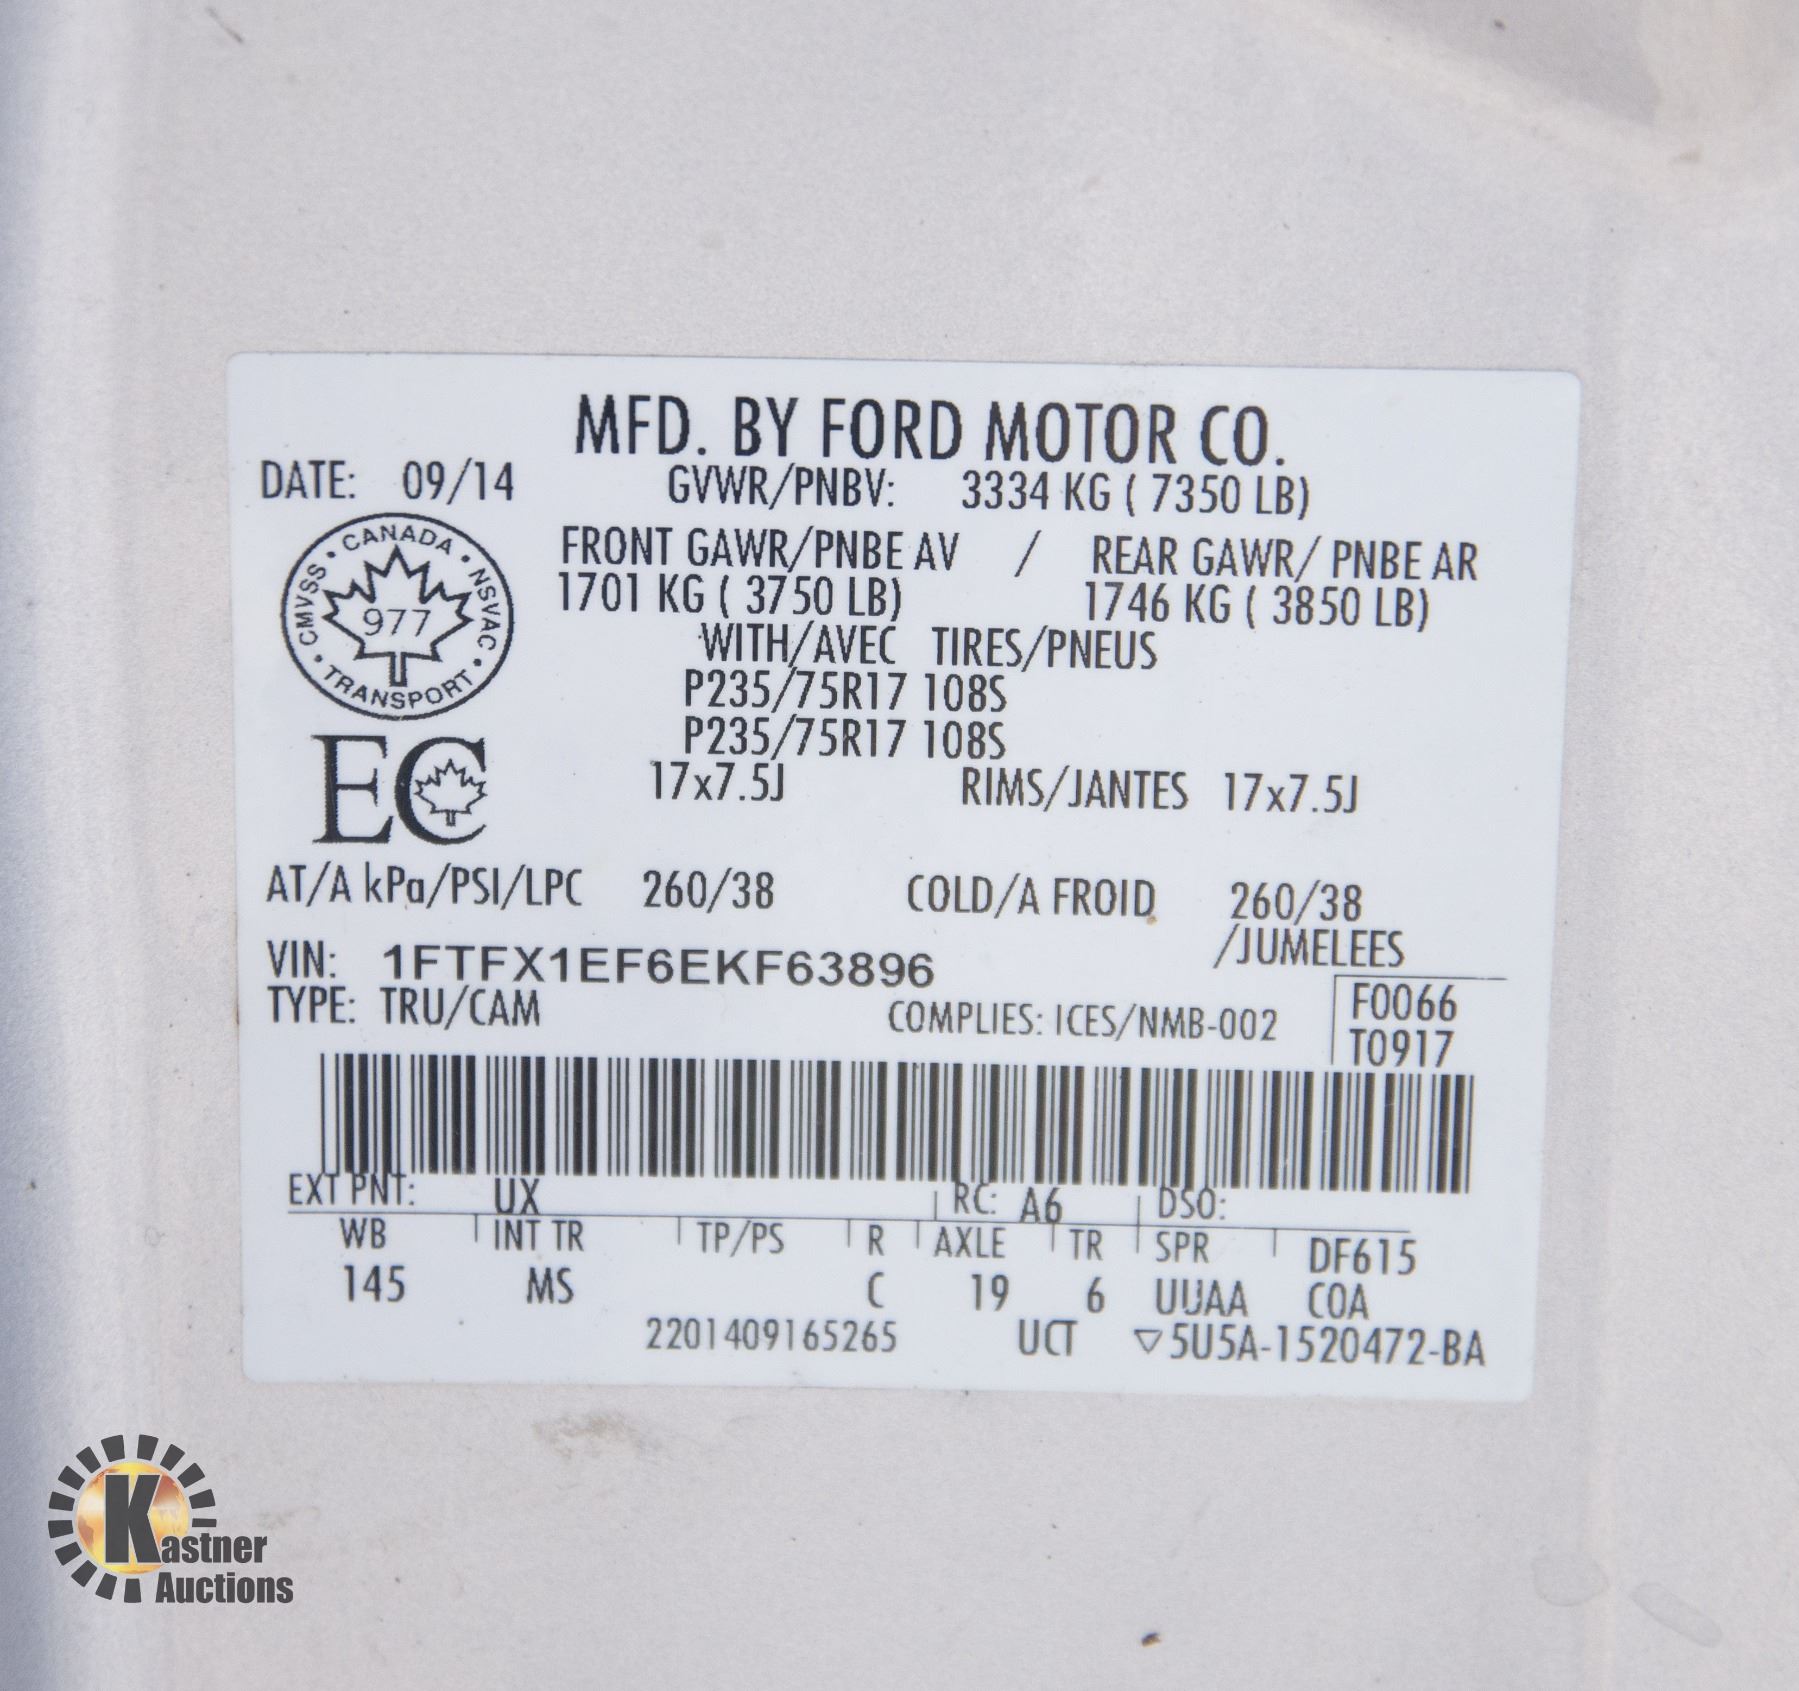 MFD. BY FORD MOTOR CO.
DATE: 09/14
GVWR/PNBV: 3334 KG ( 7350 LB)
FRONT GAWR/PNBE AV / REAR GAWR/ PNBE AR
1701 KG ( 3750 LB) 1746 KG ( 3850 LB)
WITH/AVEC TIRES/PNEUS
P235/75R17 108S
P235/75R17 108S
17x7.5J RIMS/JANTES 17x7.5J
CANADA · NSVAC · TRANSPORT · CMVSS ·
977
EC
AT/A kPa/PSI/LPC 260/38 COLD/A FROID 260/38
/JUMELEES
VIN: 1FTFX1EF6EKF63896
TYPE: TRU/CAM
COMPLIES: ICES/NMB-002
F0066
T0917
EXT PNT: UX RC: A6 DSO:
WB INT TR TP/PS R AXLE TR SPR DF615
145 MS C 19 6 UUAA COA
2201409165265 UCT ▽5U5A-1520472-BA
Kastner
Auctions